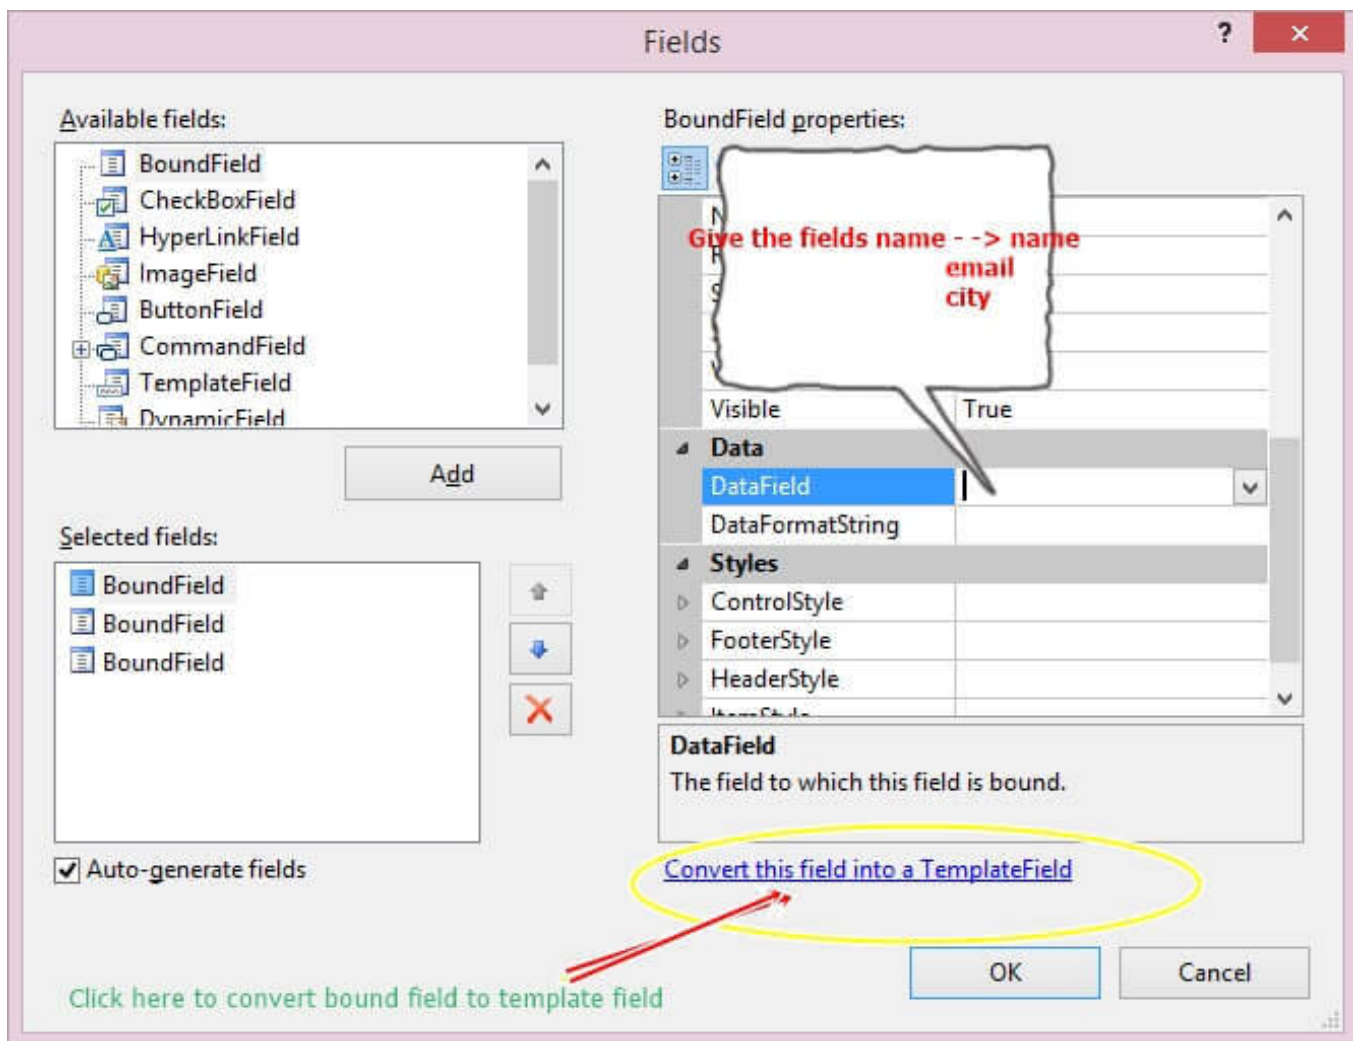 Fields
?
Available fields:
BoundField
CheckBoxField
HyperLinkField
ImageField
ButtonField
CommandField
TemplateField
DynamicField
Add
Selected fields:
BoundField
BoundField
BoundField
Auto-generate fields
BoundField properties:
Give the fields name - -> name
email
city
Visible True
Data
DataField
DataFormatString
Styles
ControlStyle
FooterStyle
HeaderStyle
ItemStyle
DataField
The field to which this field is bound.
Convert this field into a TemplateField
Click here to convert bound field to template field
OK
Cancel